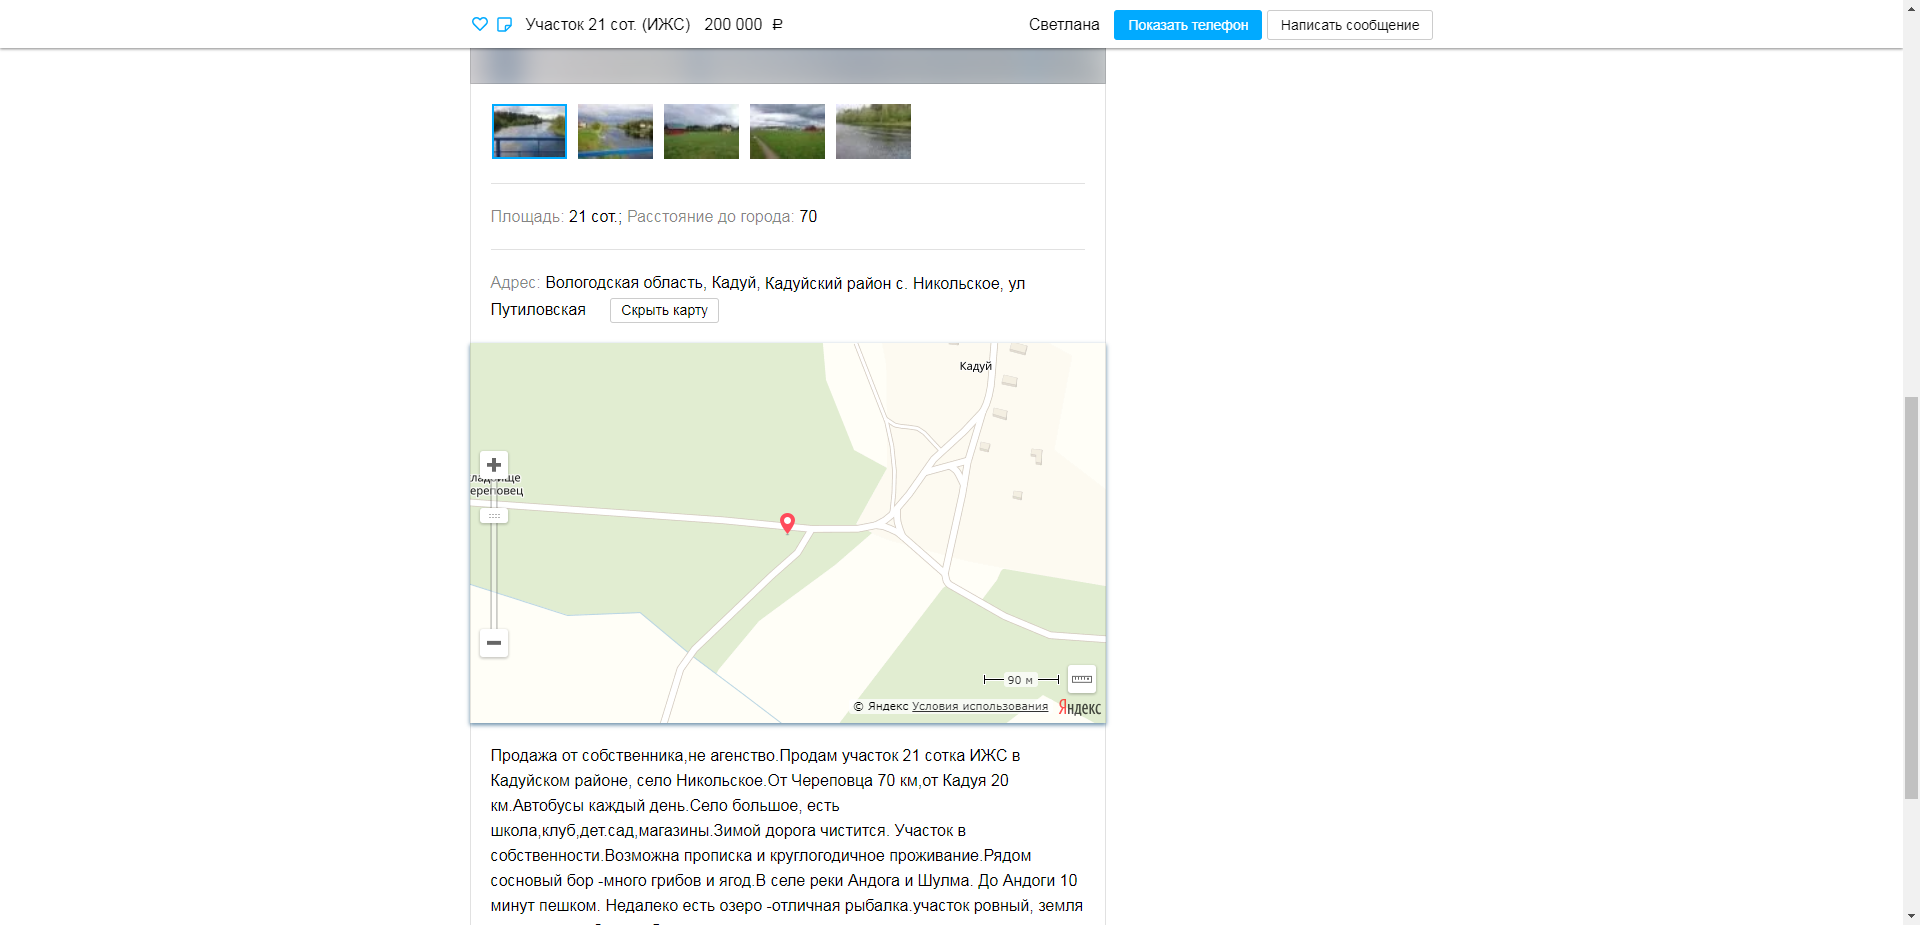 Участок 21 сот. (ИЖС) 200 000 ₽ Светлана Показать телефон Написать сообщение
Площадь: 21 сот.; Расстояние до города: 70
Адрес: Вологодская область, Кадуй, Кадуйский район с. Никольское, ул
Путиловская Скрыть карту
Кадуй
ереповец
90 м
© Яндекс Условия использования Яндекс
Продажа от собственника,не агенство.Продам участок 21 сотка ИЖС в
Кадуйском районе, село Никольское.От Череповца 70 км,от Кадуя 20
км.Автобусы каждый день.Село большое, есть
школа,клуб,дет.сад,магазины.Зимой дорога чистится. Участок в
собственности.Возможна прописка и круглогодичное проживание.Рядом
сосновый бор -много грибов и ягод.В селе реки Андога и Шулма. До Андоги 10
минут пешком. Недалеко есть озеро -отличная рыбалка.участок ровный, земля